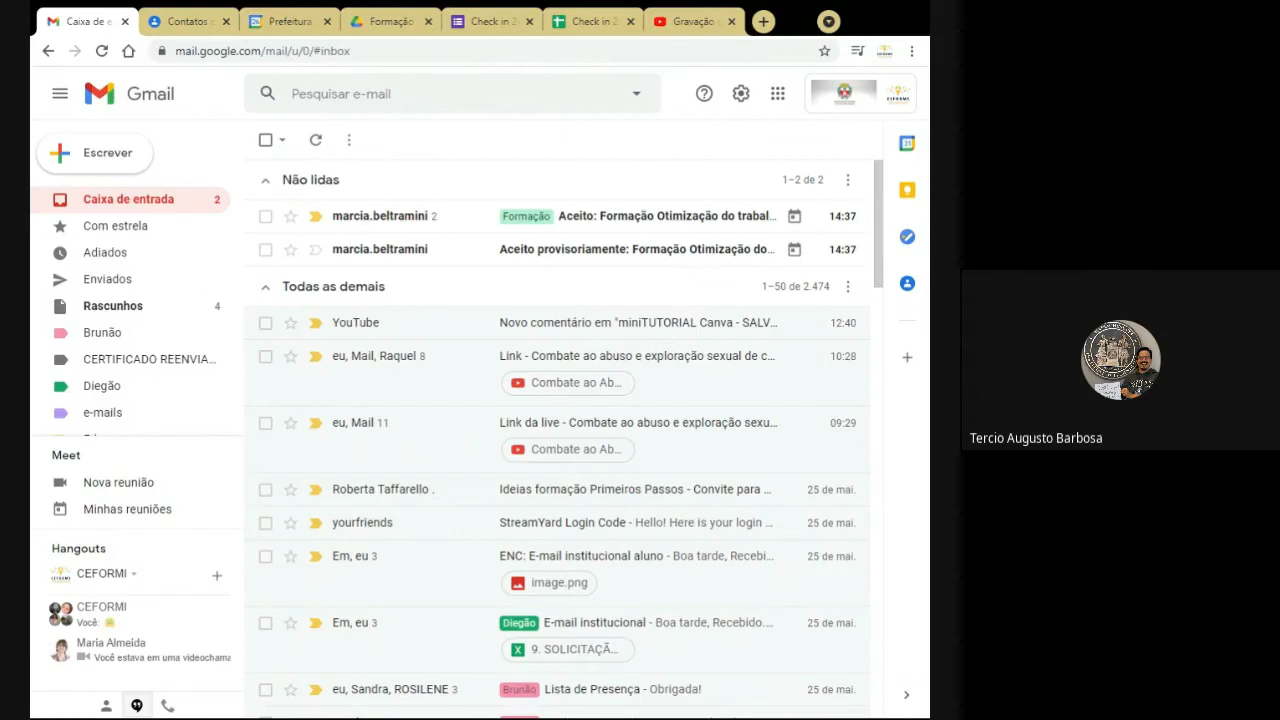 Caixa de e
Contatos
Prefeitura
Formação
Check in 2
Check in 2
Gravação
mail.google.com/mail/u/0/#inbox
Gmail
Pesquisar e-mail
Escrever
Caixa de entrada 2
Com estrela
Adiados
Enviados
Rascunhos 4
Brunão
CERTIFICADO REENVIA...
Diegão
e-mails
Meet
Nova reunião
Minhas reuniões
Hangouts
CEFORMI
CEFORMI
Você:
Maria Almeida
Você estava em uma videochama
Não lidas 1–2 de 2
marcia.beltramini 2 Formação Aceito: Formação Otimização do trabal... 14:37
marcia.beltramini Aceito provisoriamente: Formação Otimização do... 14:37
Todas as demais 1–50 de 2.474
YouTube Novo comentário em "miniTUTORIAL Canva - SALV... 12:40
eu, Mail, Raquel 8 Link - Combate ao abuso e exploração sexual de c... 10:28
Combate ao Ab...
eu, Mail 11 Link da live - Combate ao abuso e exploração sexu... 09:29
Combate ao Ab...
Roberta Taffarello . Ideias formação Primeiros Passos - Convite para ... 25 de mai.
yourfriends StreamYard Login Code - Hello! Here is your login ... 25 de mai.
Em, eu 3 ENC: E-mail institucional aluno - Boa tarde, Recebi... 25 de mai.
image.png
Em, eu 3 Diegão E-mail institucional - Boa tarde, Recebido.... 25 de mai.
9. SOLICITAÇÃ...
eu, Sandra, ROSILENE 3 Brunão Lista de Presença - Obrigada! 25 de mai.
Tercio Augusto Barbosa